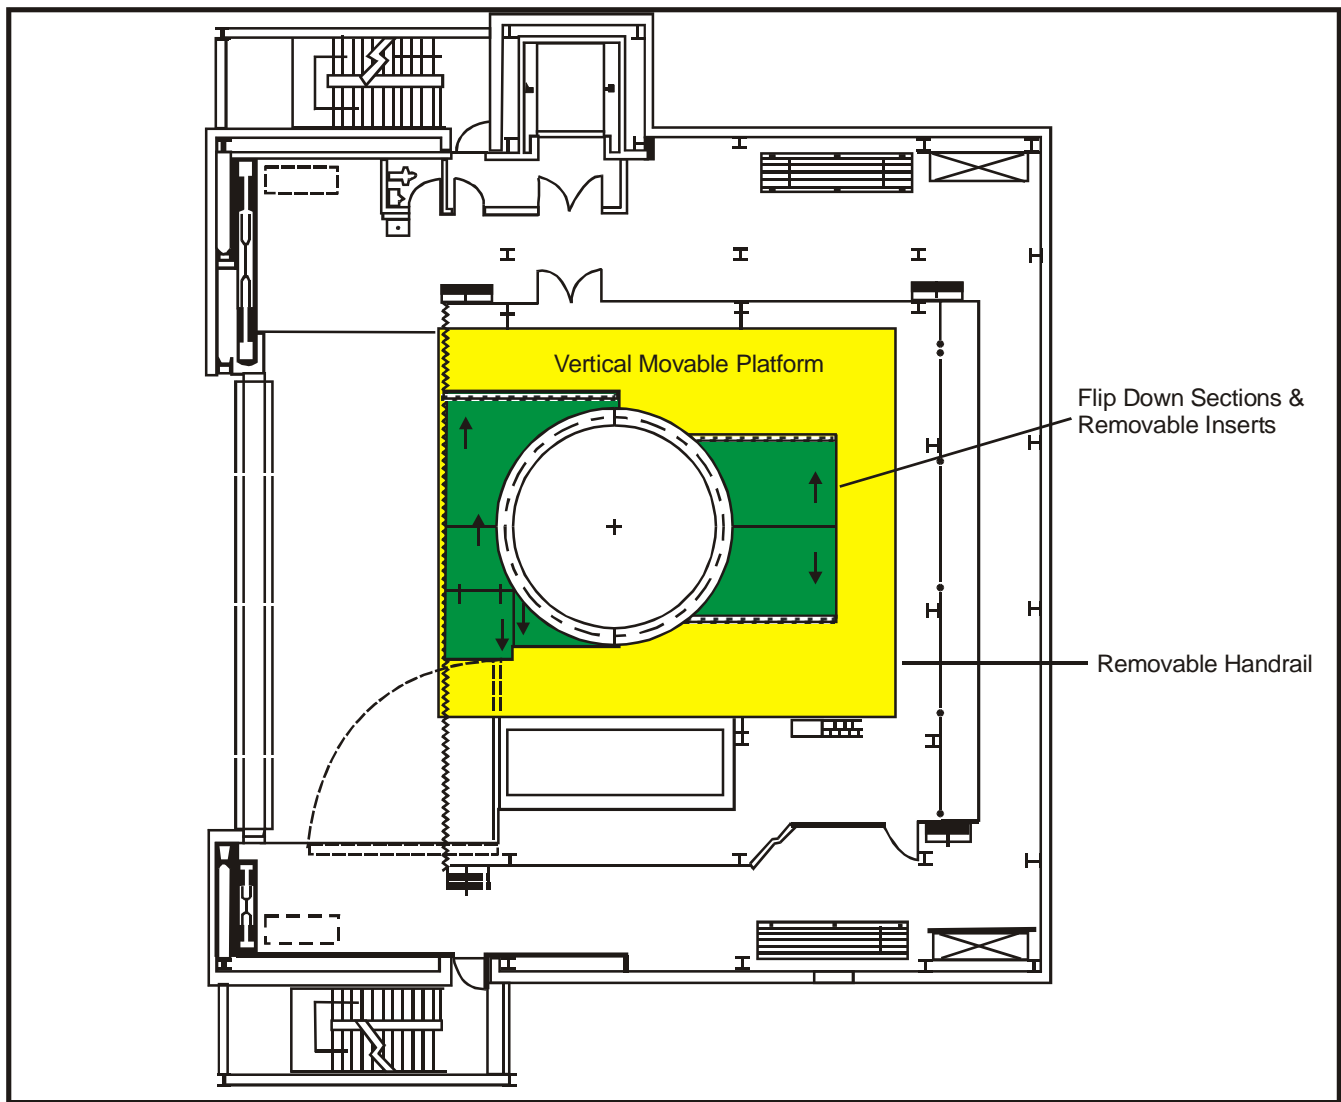 Vertical Movable Platform
Flip Down Sections &
Removable Inserts
Removable Handrail